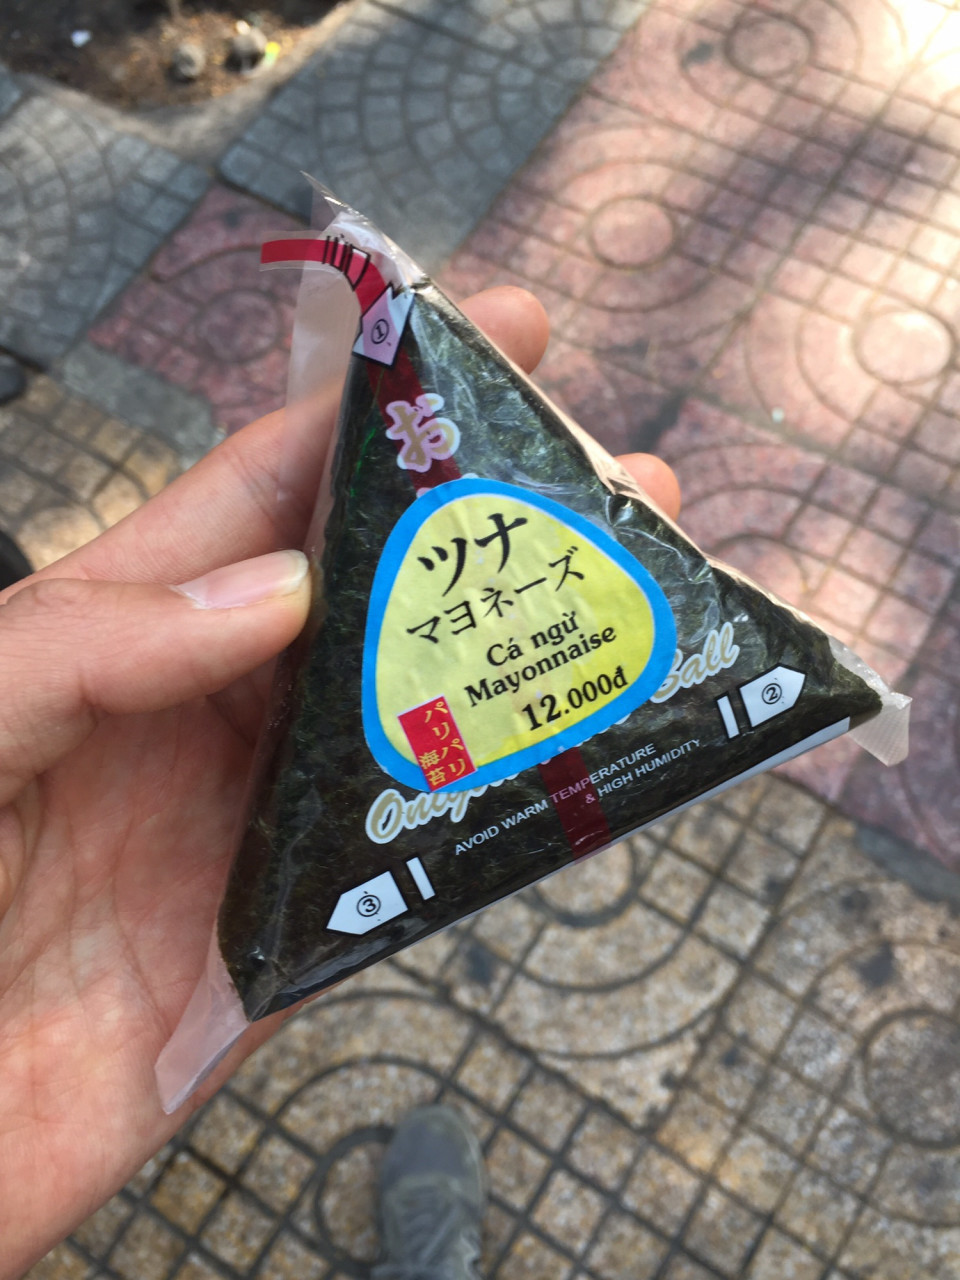 ①
お
ツナ
マヨネーズ
Cá ngừ
Mayonnaise
12.000đ
パリパリ
海苔
Ball
②
AVOID WARM TEMPERATURE
& HIGH HUMIDITY
③